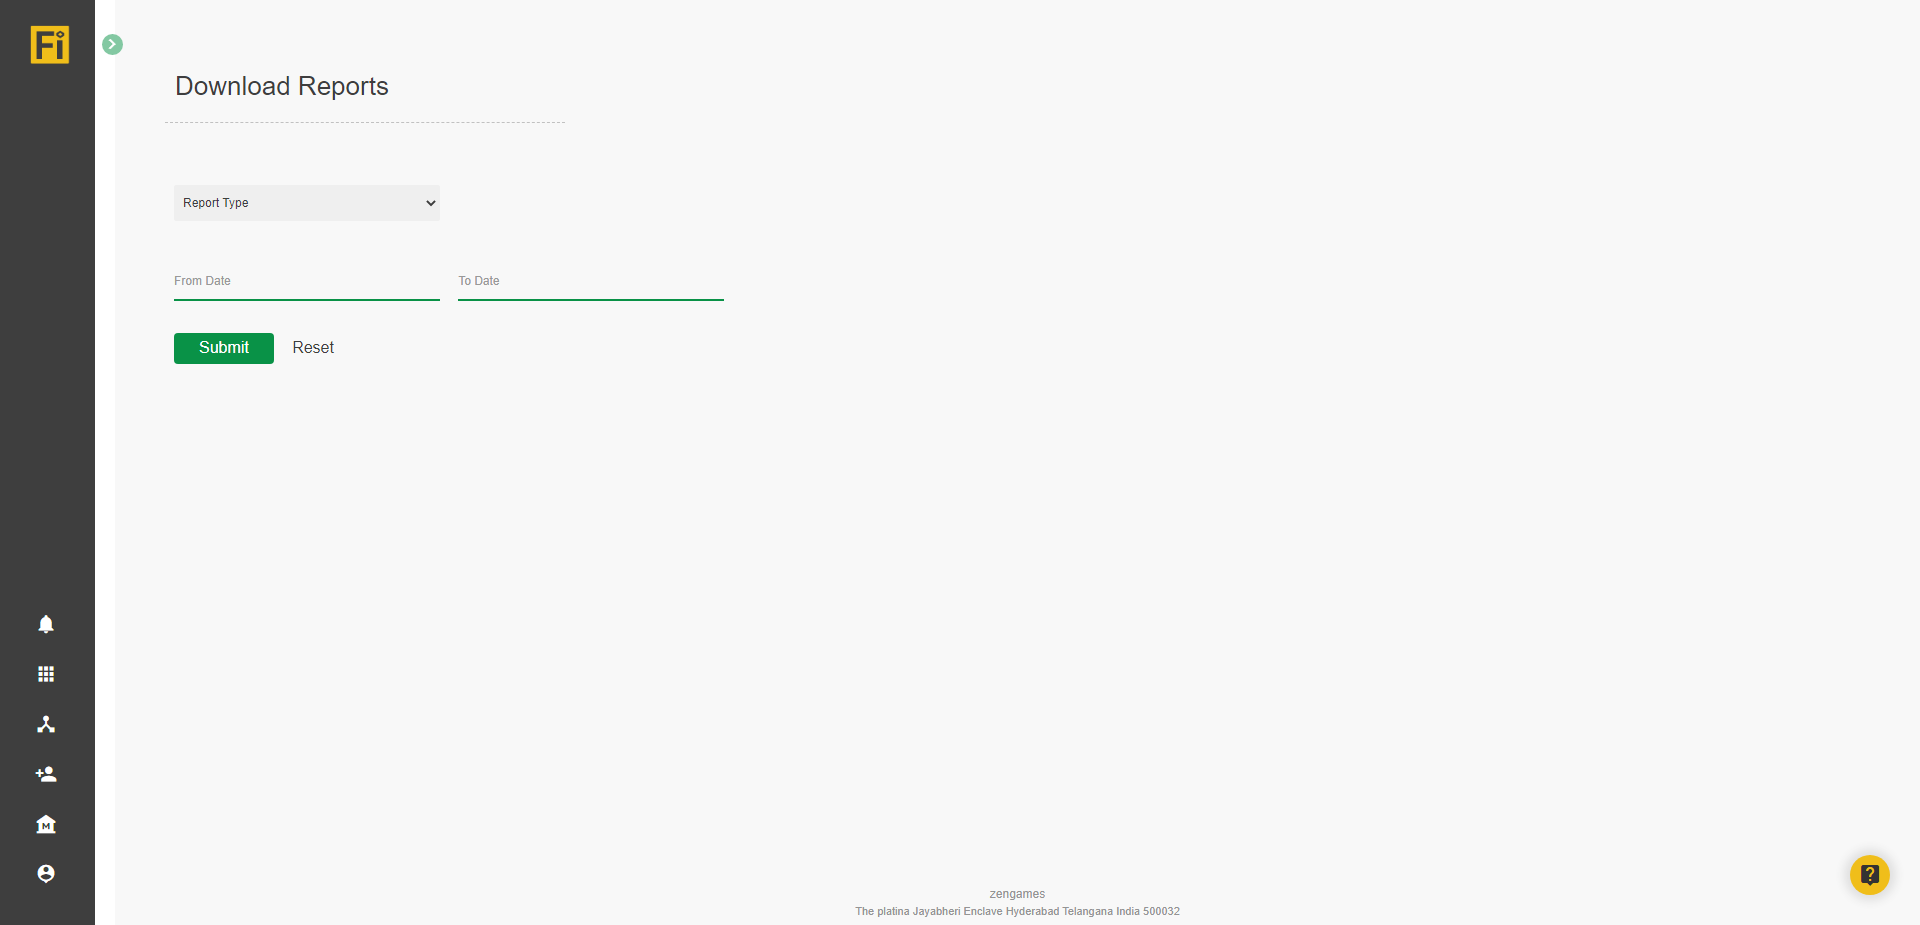 Fi
Download Reports
Report Type
From Date
To Date
Submit
Reset
M
?
zengames
The platina Jayabheri Enclave Hyderabad Telangana India 500032